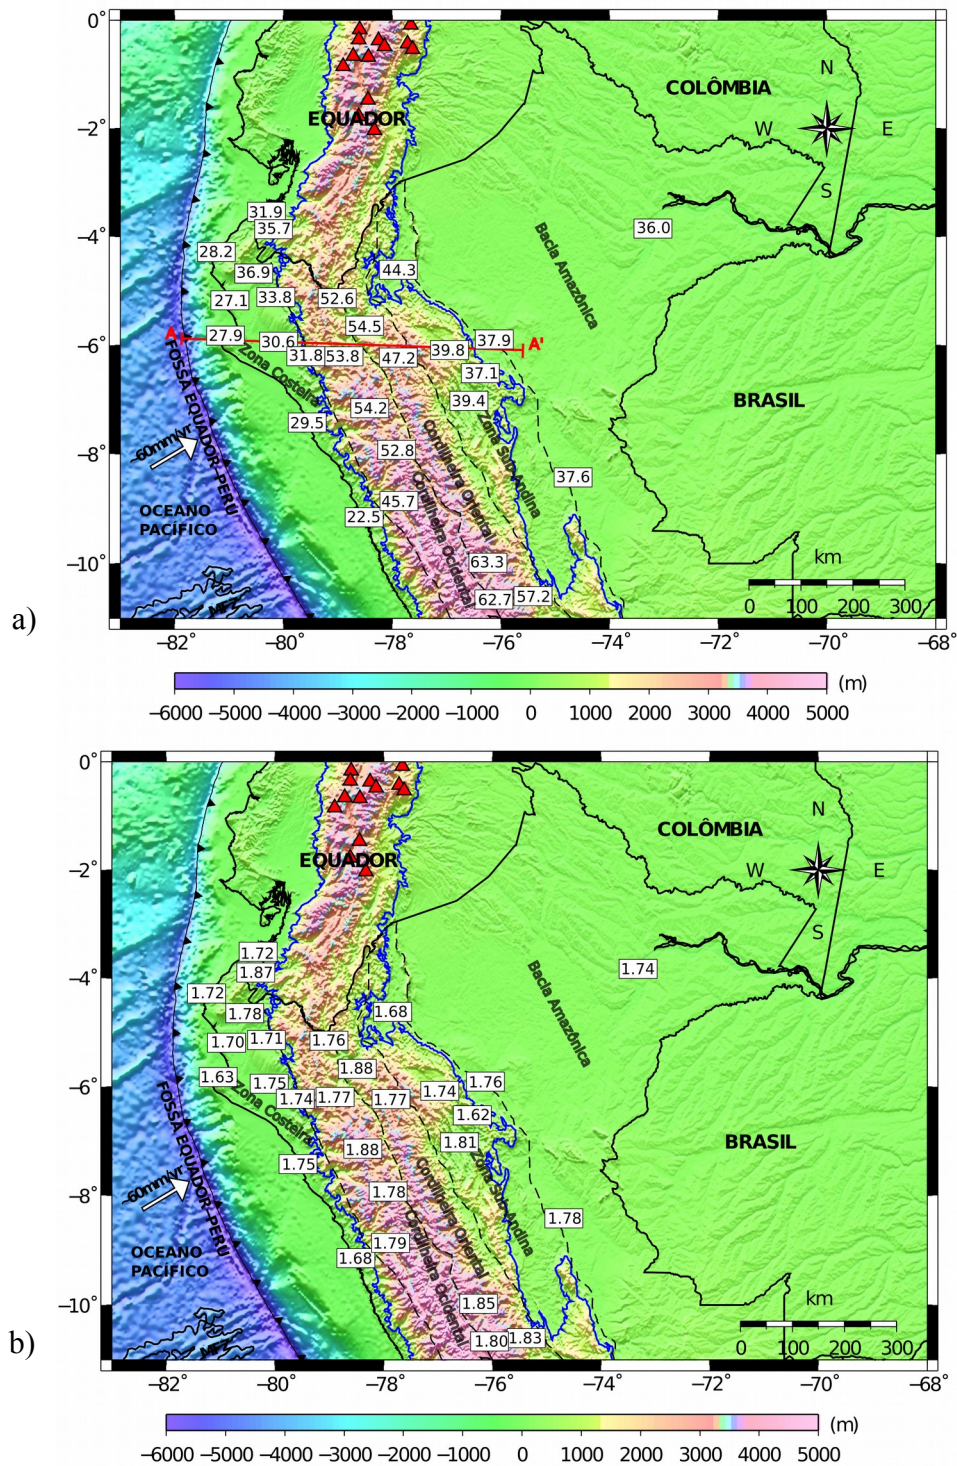 0°
COLÔMBIA
N
EQUADOR
−2°
W
E
S
31.9
35.7
36.0
−4°
28.2
Bacia Amazônica
36.9
44.3
27.1
33.8
52.6
54.5
A
27.9
30.6
37.9
A'
−6°
31.8
53.8
47.2
39.8
37.1
Zona Costeira
54.2
39.4
BRASIL
29.5
FOSSA EQUADOR-PERU
60mm/yr
−8°
52.8
Cordilheira Oriental
Zona Sub Andina
37.6
45.7
22.5
Cordilheira Ocidental
OCEANO
PACÍFICO
−10°
63.3
km
MFZ
62.7
57.2
0 100 200 300
a)
−82 −80 −78 −76 −74 −72 −70 −68°
(m)
−6000 −5000 −4000 −3000 −2000 −1000 0 1000 2000 3000 4000 5000
0°
N
COLÔMBIA
EQUADOR
−2°
W
E
S
1.72
1.87
1.74
−4°
1.72
Bacia Amazônica
1.78
1.68
1.70
1.71
1.76
1.88
1.63
1.75
1.76
−6°
1.74
1.77
1.77
1.74
1.62
Zona Costeira
1.88
1.81
BRASIL
1.75
FOSSA EQUADOR-PERU
60mm/yr
−8°
1.78
Cordilheira Oriental
Zona Sub Andina
1.78
1.79
1.68
Cordilheira Ocidental
OCEANO
PACÍFICO
−10°
1.85
km
MFZ
1.80
1.83
0 100 200 300
b)
−82 −80 −78 −76 −74 −72 −70 −68°
(m)
−6000 −5000 −4000 −3000 −2000 −1000 0 1000 2000 3000 4000 5000